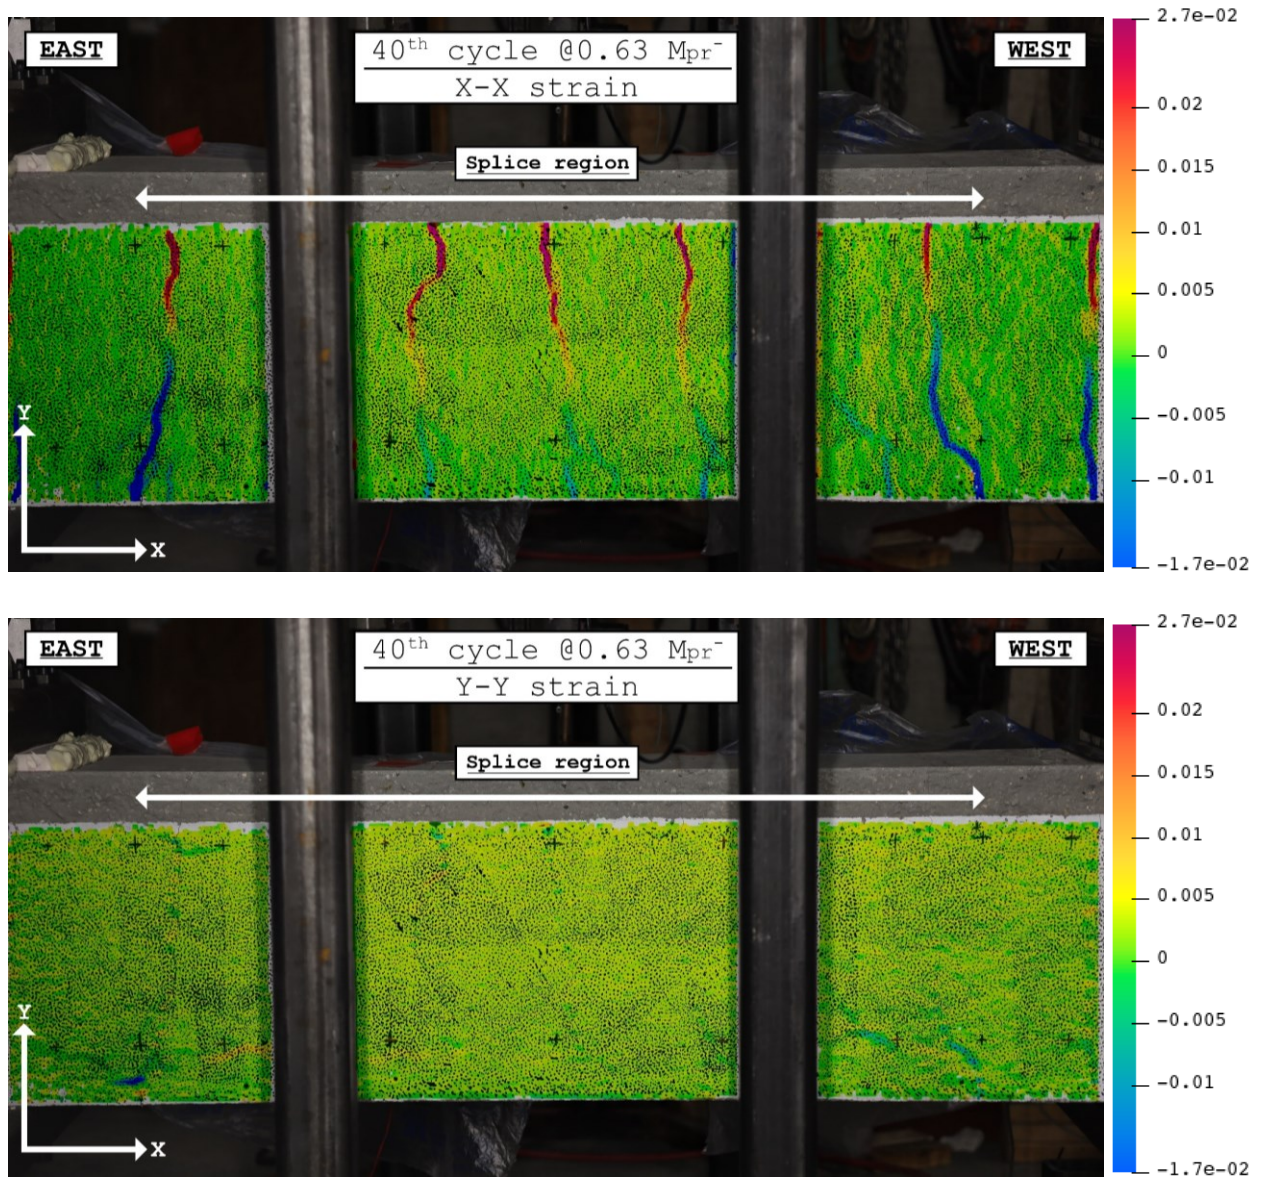 EAST
40th cycle @0.63 Mpr-
X-X strain
WEST
Splice region
Y
X
2.7e-02
0.02
0.015
0.01
0.005
0
-0.005
-0.01
-1.7e-02
EAST
40th cycle @0.63 Mpr-
Y-Y strain
WEST
Splice region
Y
X
2.7e-02
0.02
0.015
0.01
0.005
0
-0.005
-0.01
-1.7e-02